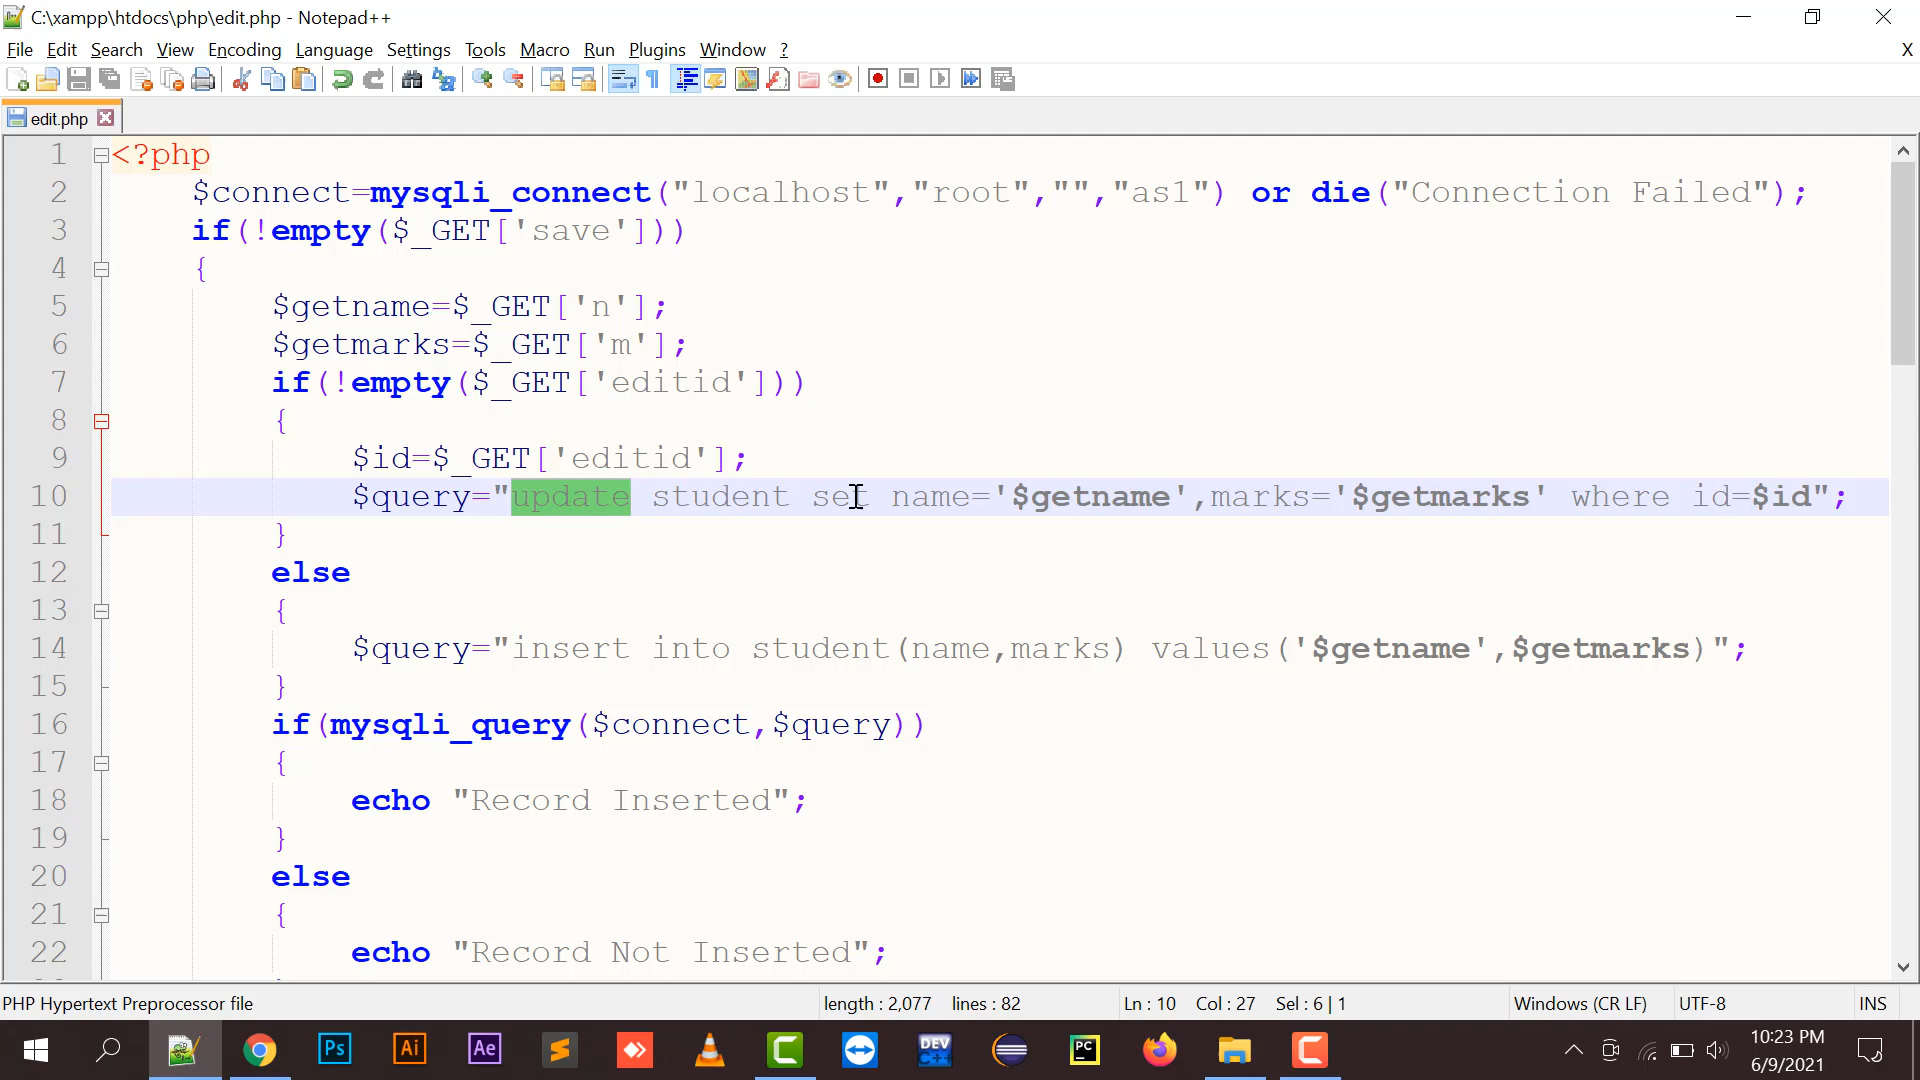 C:\xampp\htdocs\php\edit.php - Notepad++
File Edit Search View Encoding Language Settings Tools Macro Run Plugins Window ? X
edit.php
1 <?php
2 $connect=mysqli_connect("localhost","root","","as1") or die("Connection Failed");
3 if(!empty($_GET['save']))
4 {
5 $getname=$_GET['n'];
6 $getmarks=$_GET['m'];
7 if(!empty($_GET['editid']))
8 {
9 $id=$_GET['editid'];
10 $query="update student set name='$getname',marks='$getmarks' where id=$id";
11 }
12 else
13 {
14 $query="insert into student(name,marks) values('$getname',$getmarks)";
15 }
16 if(mysqli_query($connect,$query))
17 {
18 echo "Record Inserted";
19 }
20 else
21 {
22 echo "Record Not Inserted";
PHP Hypertext Preprocessor file length : 2,077 lines : 82 Ln : 10 Col : 27 Sel : 6 | 1 Windows (CR LF) UTF-8 INS
Ps Ai Ae DEV C++ PC
10:23 PM
6/9/2021